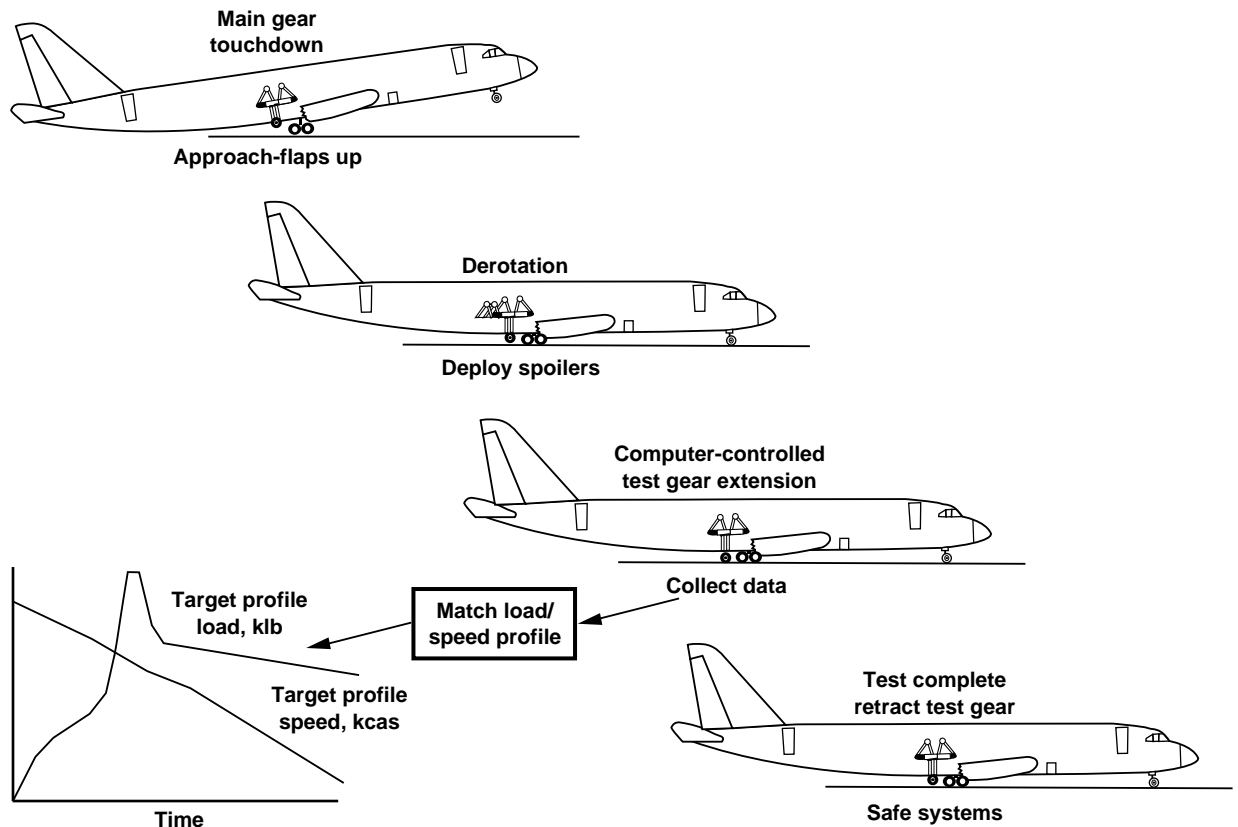 Main gear
touchdown
Approach-flaps up
Derotation
Deploy spoilers
Computer-controlled
test gear extension
Collect data
Match load/
speed profile
Target profile
load, klb
Target profile
speed, kcas
Time
Test complete
retract test gear
Safe systems